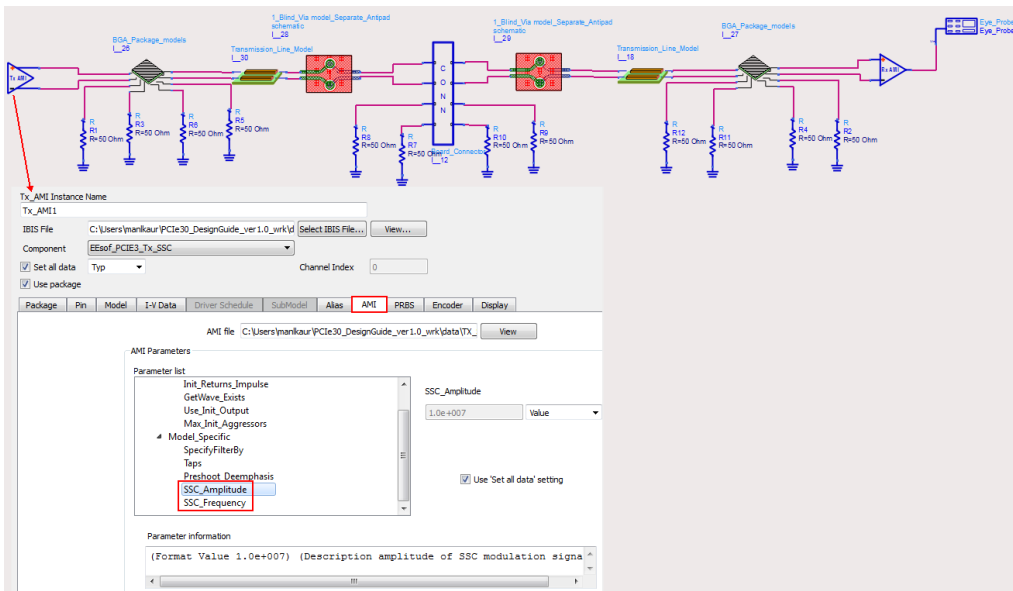 1_Blind_Via model_Separate_Antipad
schematic
I__28
1_Blind_Via model_Separate_Antipad
schematic
I__29
BGA_Package_models
I__26
Transmission_Line_Model
I__30
Transmission_Line_Model
I__18
BGA_Package_models
I__27
Eye_Probe
Eye_Probe
Tx AMI
CONN
Rx AMI
R
R1
R=50 Ohm
R
R3
R=50 Ohm
R
R6
R=50 Ohm
R
R5
R=50 Ohm
R
R8
R=50 Ohm
R
R7
R=50 Ohm
Board_Connector
I__12
R
R10
R=50 Ohm
R
R9
R=50 Ohm
R
R12
R=50 Ohm
R
R11
R=50 Ohm
R
R4
R=50 Ohm
R
R2
R=50 Ohm
Tx_AMI Instance Name
Tx_AMI1
IBIS File C:\Users\manlkaur\PCIe30_DesignGuide_ver1.0_wrk\d Select IBIS File... View...
Component EEsof_PCIE3_Tx_SSC
Set all data Typ Channel Index 0
Use package
Package Pin Model I-V Data Driver Schedule SubModel Alias AMI PRBS Encoder Display
AMI file C:\Users\manlkaur\PCIe30_DesignGuide_ver1.0_wrk\data\TX_ View
AMI Parameters
Parameter list
Init_Returns_Impulse
GetWave_Exists
Use_Init_Output
Max_Init_Aggressors
Model_Specific
SpecifyFilterBy
Taps
Preshoot_Deemphasis
SSC_Amplitude
SSC_Frequency
SSC_Amplitude
1.0e+007 Value
Use 'Set all data' setting
Parameter information
(Format Value 1.0e+007) (Description amplitude of SSC modulation signa